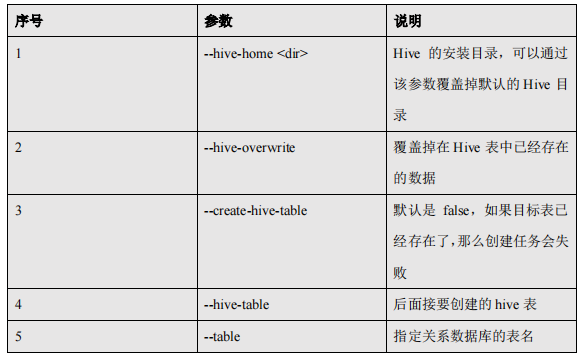 序号 参数 说明
1 --hive-home <dir> Hive 的安装目录，可以通过
该参数覆盖掉默认的 Hive 目
录
2 --hive-overwrite 覆盖掉在 Hive 表中已经存在
的数据
3 --create-hive-table 默认是 false，如果目标表已
经存在了，那么创建任务会失
败
4 --hive-table 后面接要创建的 hive 表
5 --table 指定关系数据库的表名